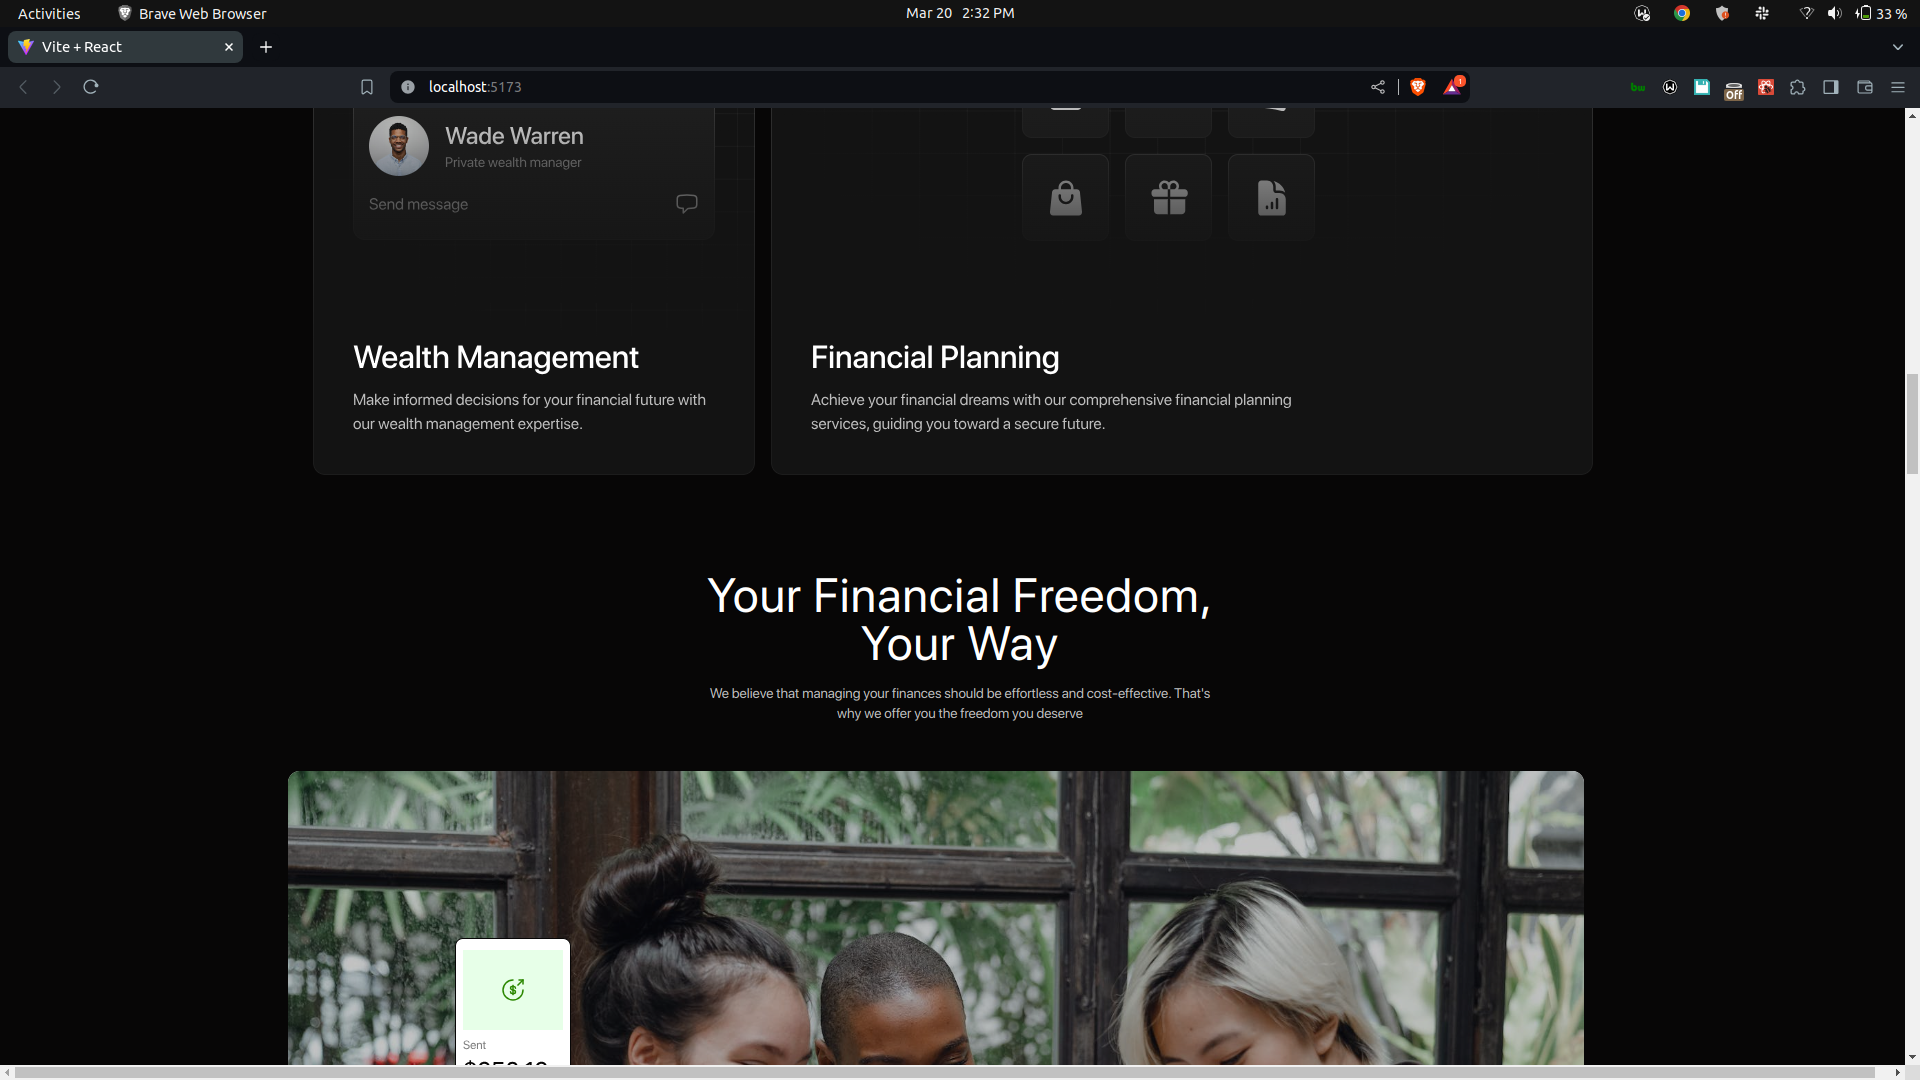 Activities
Brave Web Browser
Mar 20 2:32 PM
33 %
Vite + React
localhost:5173
1
bw
Off
Wade Warren
Private wealth manager
Send message
Wealth Management
Make informed decisions for your financial future with
our wealth management expertise.
Financial Planning
Achieve your financial dreams with our comprehensive financial planning
services, guiding you toward a secure future.
Your Financial Freedom,
Your Way
We believe that managing your finances should be effortless and cost-effective. That's
why we offer you the freedom you deserve
Sent